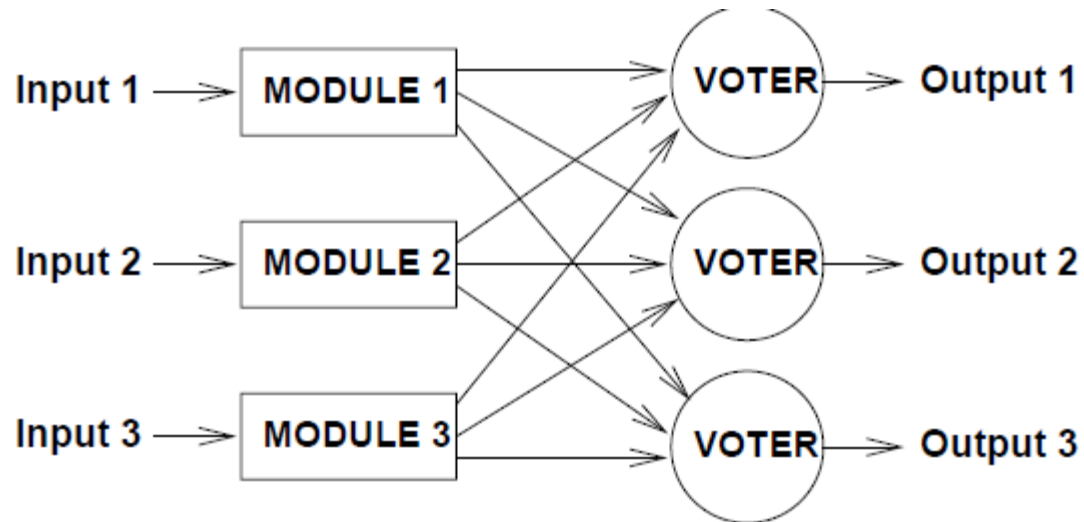 Input 1 MODULE 1 VOTER Output 1
Input 2 MODULE 2 VOTER Output 2
Input 3 MODULE 3 VOTER Output 3